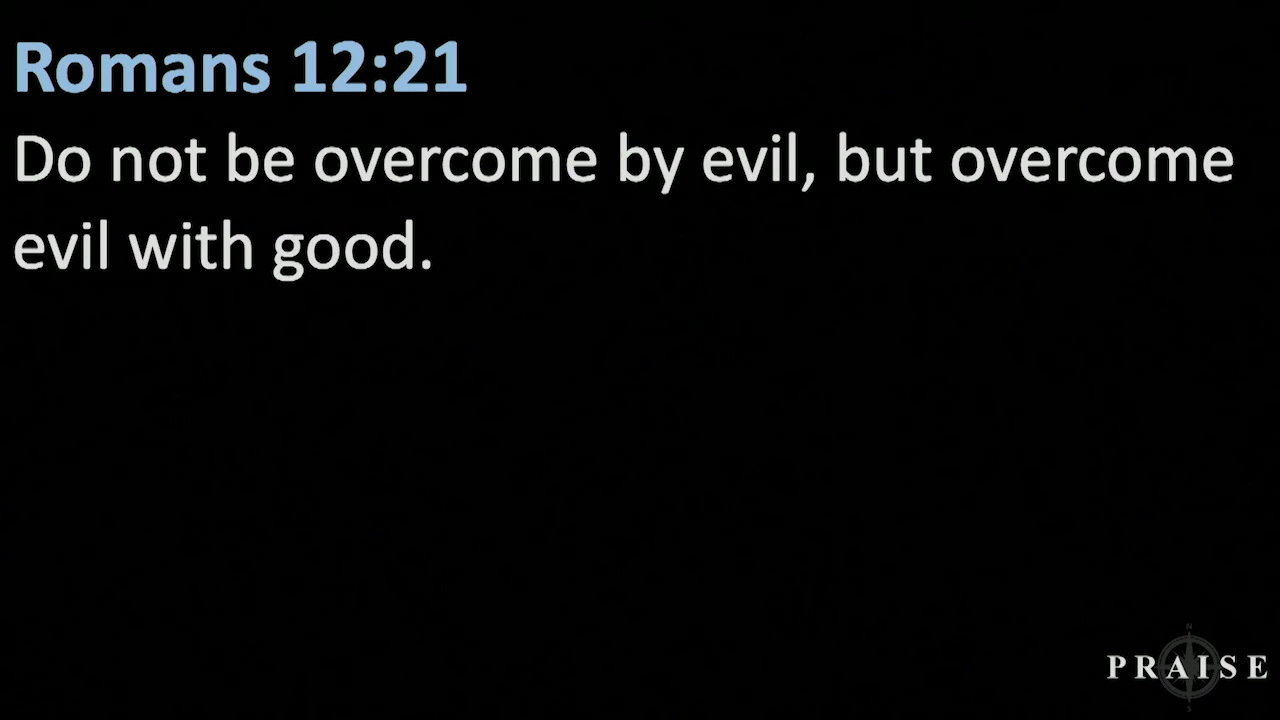 Romans 12:21
Do not be overcome by evil, but overcome
evil with good.
N
PRAISE
S